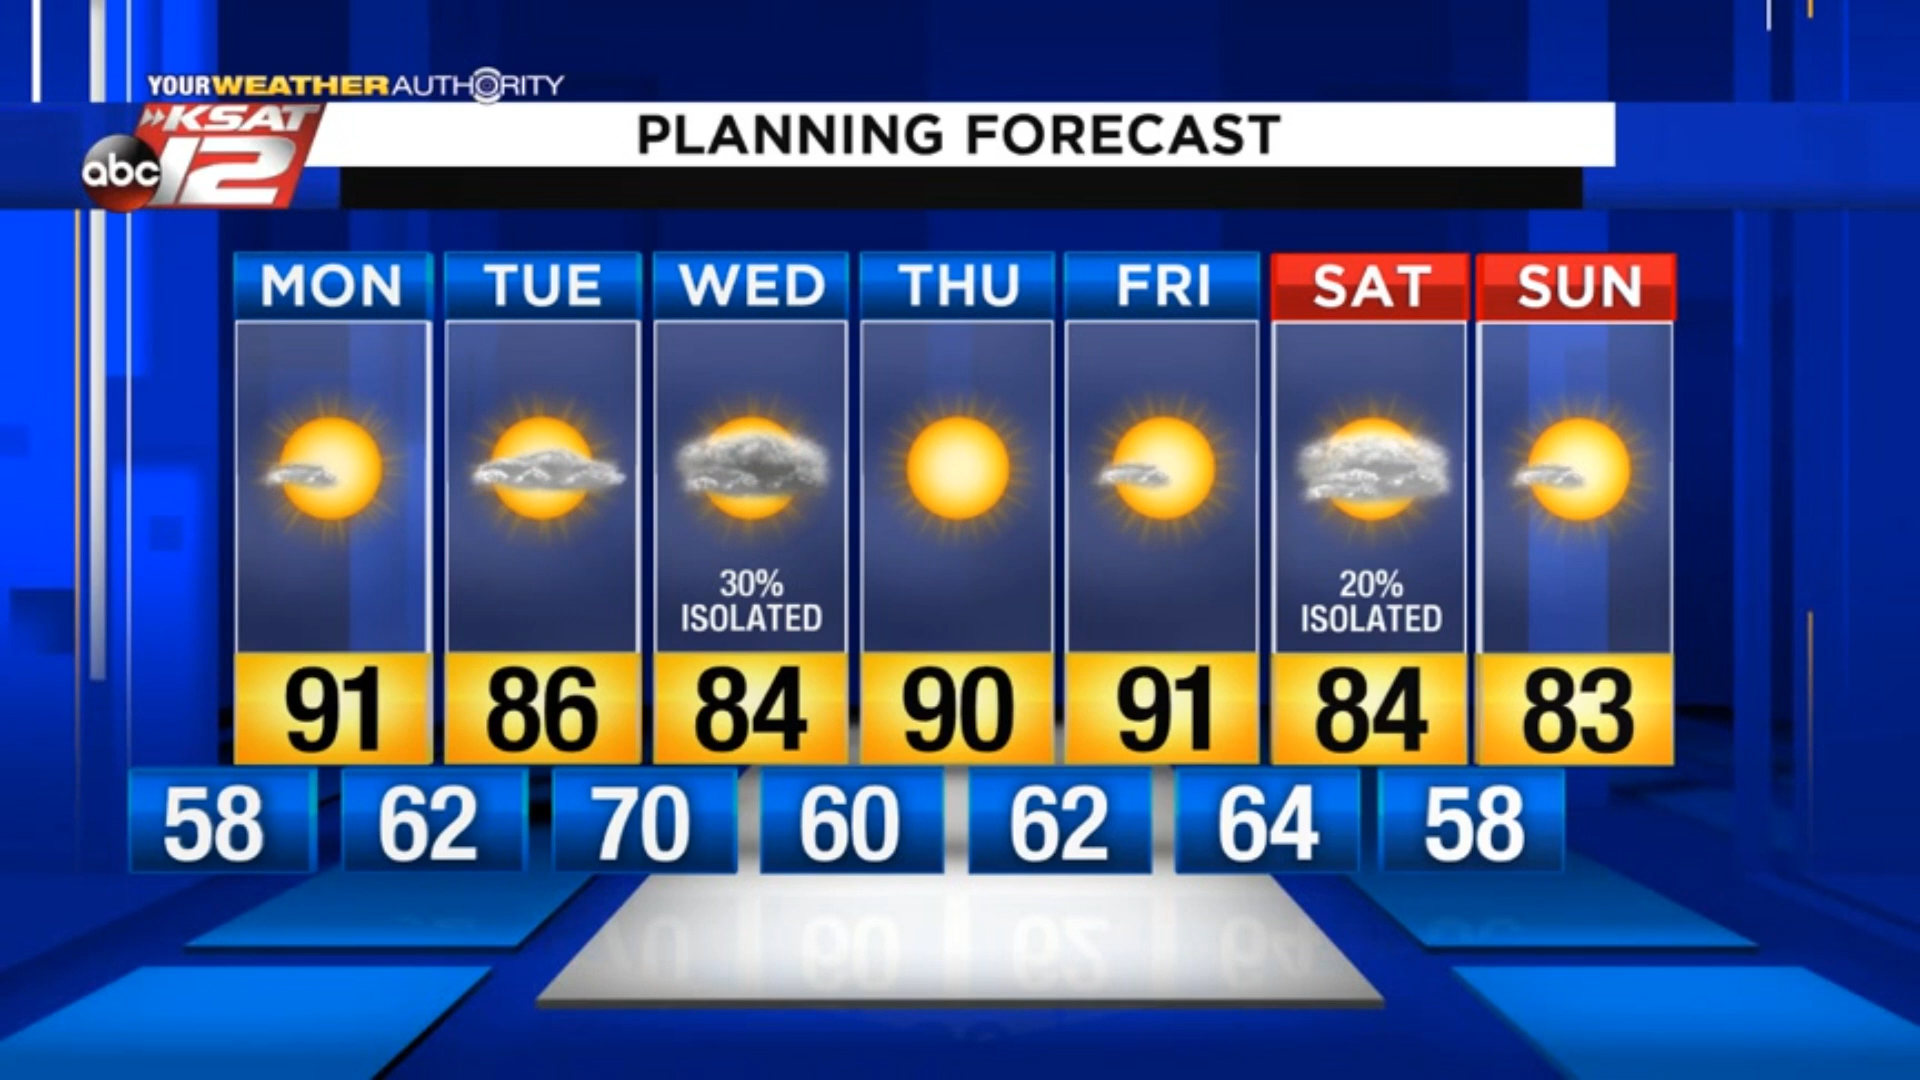 YOURWEATHERAUTHORITY
KSAT
abc 12
PLANNING FORECAST
MON TUE WED THU FRI SAT SUN
30% 20%
ISOLATED ISOLATED
91 86 84 90 91 84 83
58 62 70 60 62 64 58